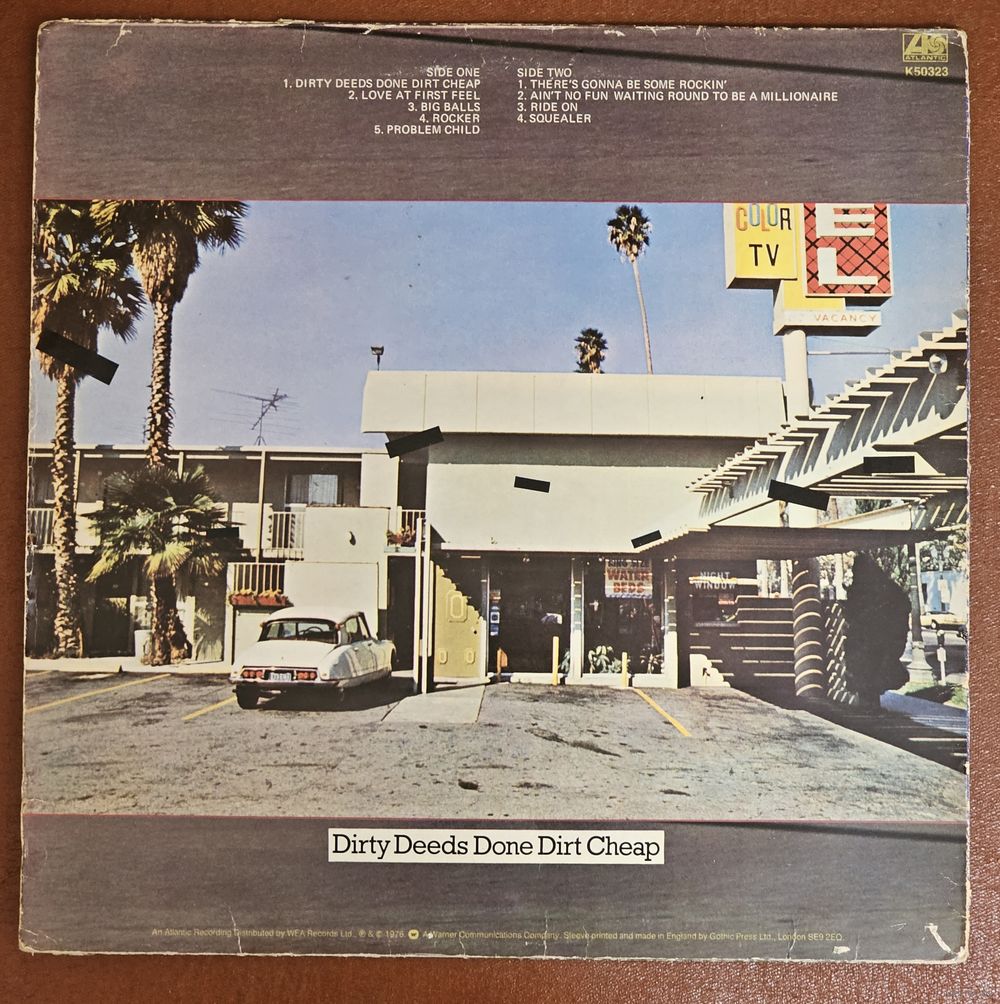 ATLANTIC
K50323
SIDE ONE
1. DIRTY DEEDS DONE DIRT CHEAP
2. LOVE AT FIRST FEEL
3. BIG BALLS
4. ROCKER
5. PROBLEM CHILD
SIDE TWO
1. THERE'S GONNA BE SOME ROCKIN'
2. AIN'T NO FUN WAITING ROUND TO BE A MILLIONAIRE
3. RIDE ON
4. SQUEALER
COLOR
TV
EL
VACANCY
KING SIZE
WATER
BEDS
NIGHT
WINDOW
Dirty Deeds Done Dirt Cheap
An Atlantic Recording Distributed by WEA Records Ltd., ℗ & © 1976. A Warner Communications Company. Sleeve printed and made in England by Gothic Press Ltd., London SE9 2EQ.